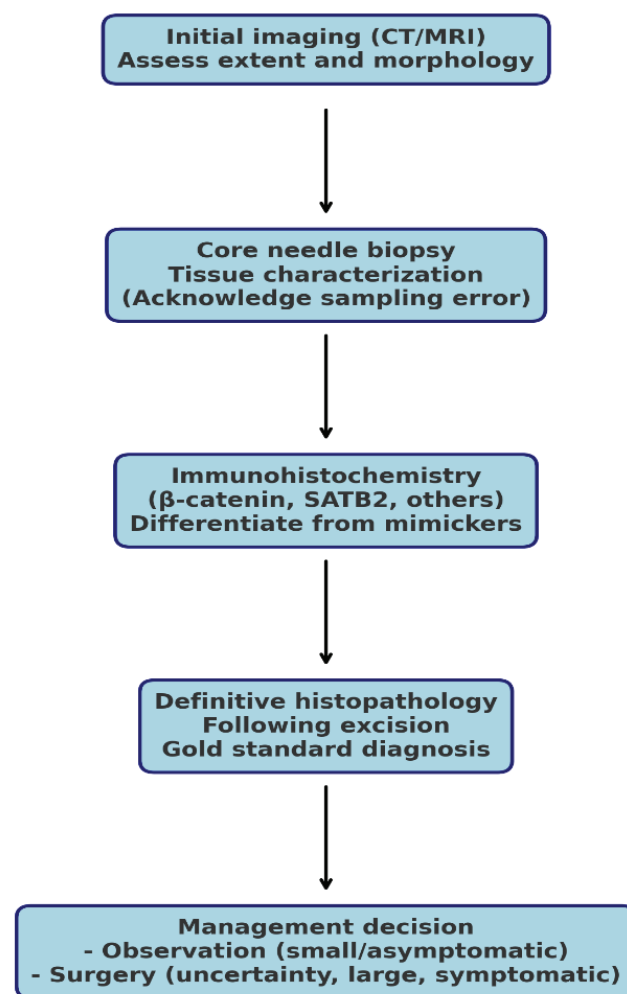 Initial imaging (CT/MRI)
Assess extent and morphology
Core needle biopsy
Tissue characterization
(Acknowledge sampling error)
Immunohistochemistry
(β-catenin, SATB2, others)
Differentiate from mimickers
Definitive histopathology
Following excision
Gold standard diagnosis
Management decision
- Observation (small/asymptomatic)
- Surgery (uncertainty, large, symptomatic)